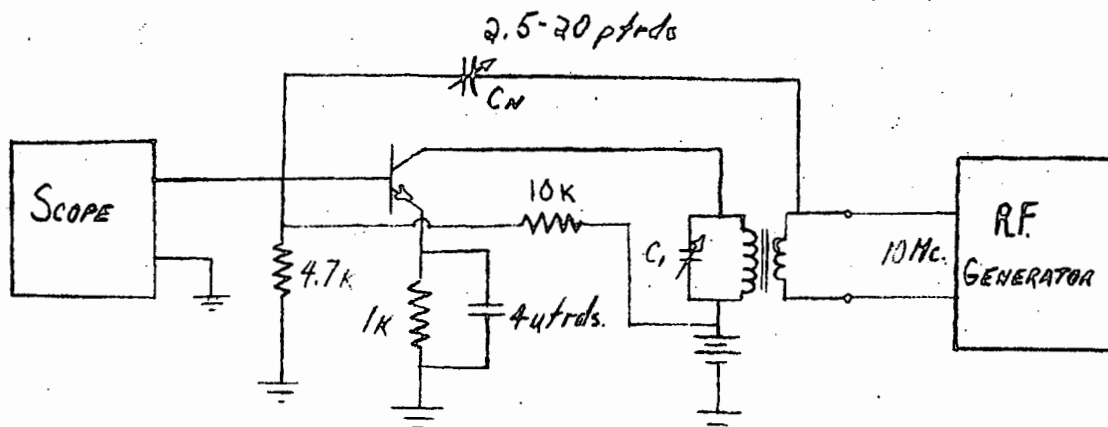 2.5-20 pfrds
CN
SCOPE
10K
4.7K
1K
4ufrds.
C1
10Mc.
R.F.
GENERATOR